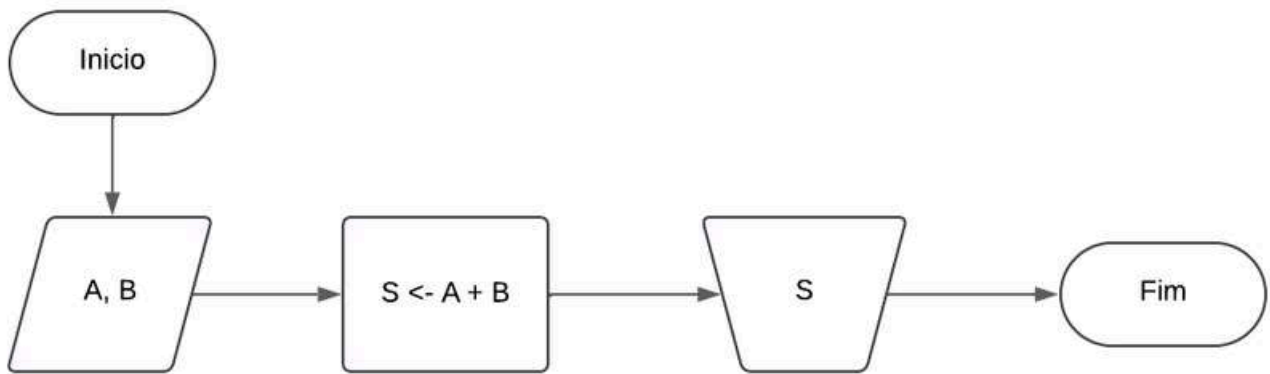 Inicio
A, B
S <- A + B
S
Fim